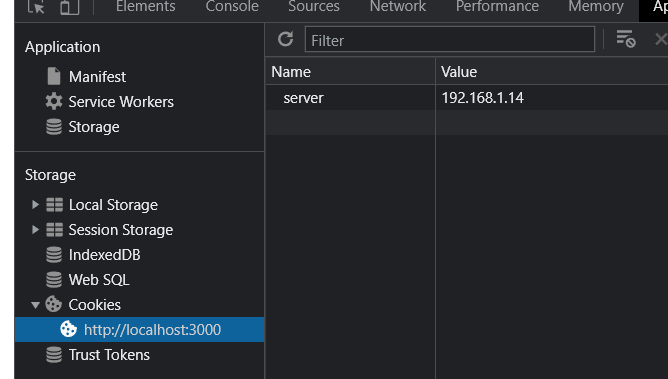 Elements Console Sources Network Performance Memory Ap
Application
Manifest
Service Workers
Storage
Storage
Local Storage
Session Storage
IndexedDB
Web SQL
Cookies
http://localhost:3000
Trust Tokens
Filter
Name Value
server 192.168.1.14